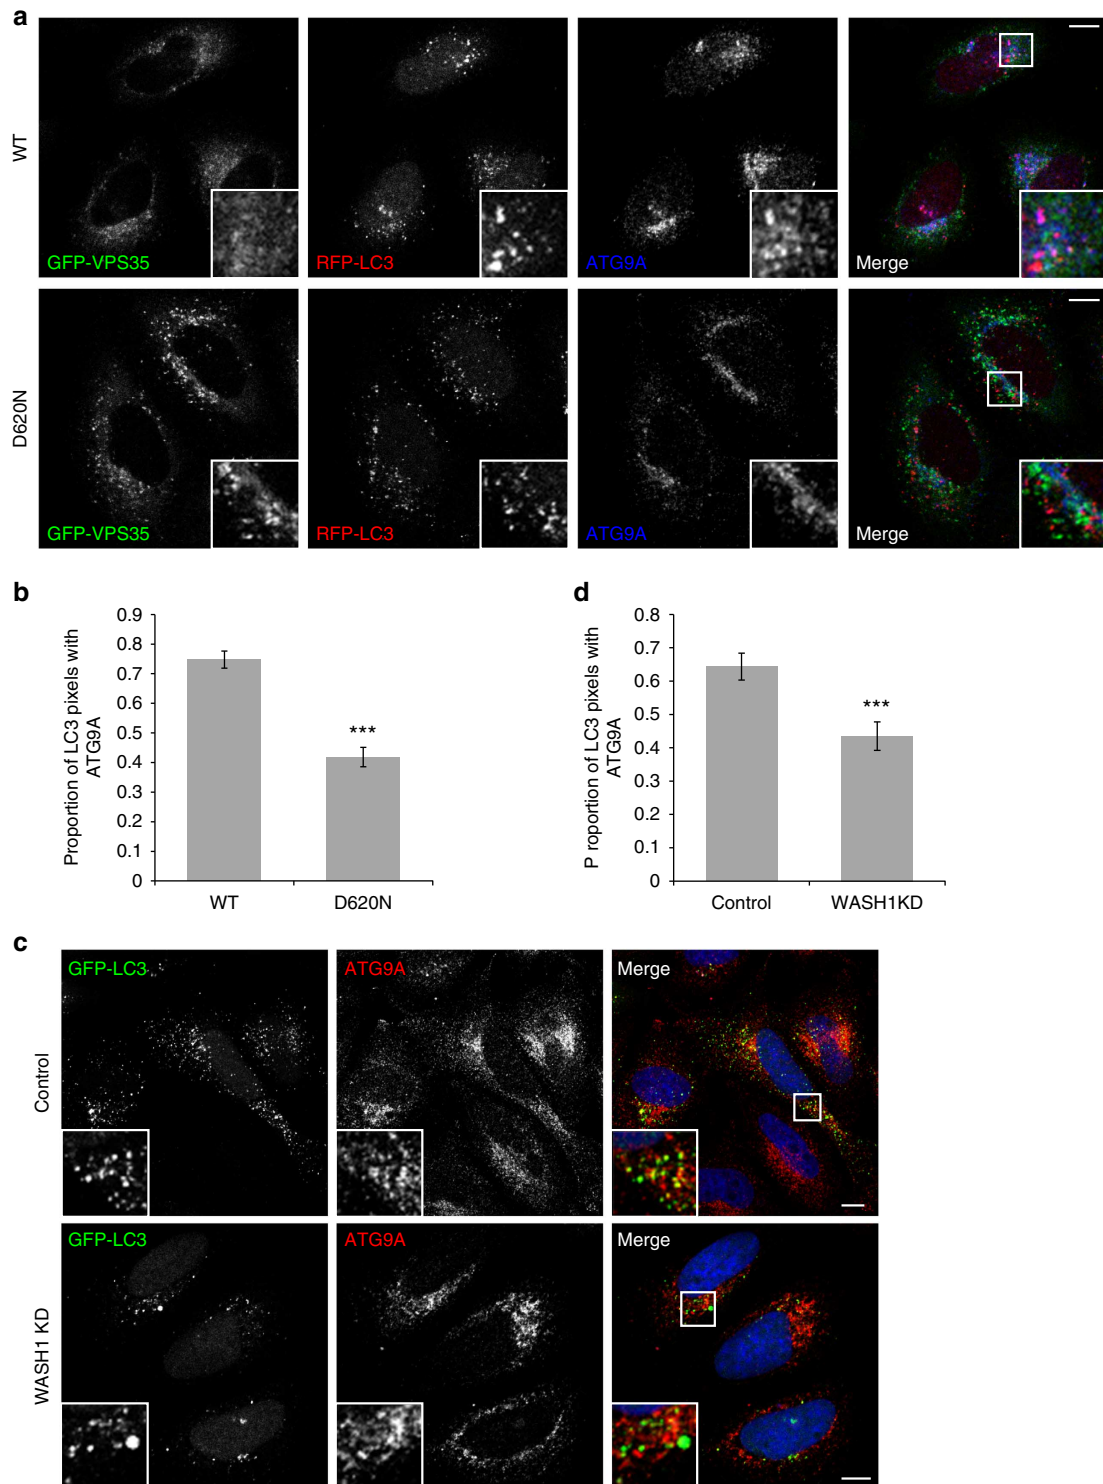 a
WT
GFP-VPS35
RFP-LC3
ATG9A
Merge
D620N
GFP-VPS35
RFP-LC3
ATG9A
Merge
b
Proportion of LC3 pixels with
ATG9A
0.9
0.8
0.7
0.6
0.5
0.4
0.3
0.2
0.1
0
***
WT
D620N
d
P roportion of LC3 pixels with
ATG9A
0.8
0.7
0.6
0.5
0.4
0.3
0.2
0.1
0
***
Control
WASH1KD
c
Control
GFP-LC3
ATG9A
Merge
WASH1 KD
GFP-LC3
ATG9A
Merge